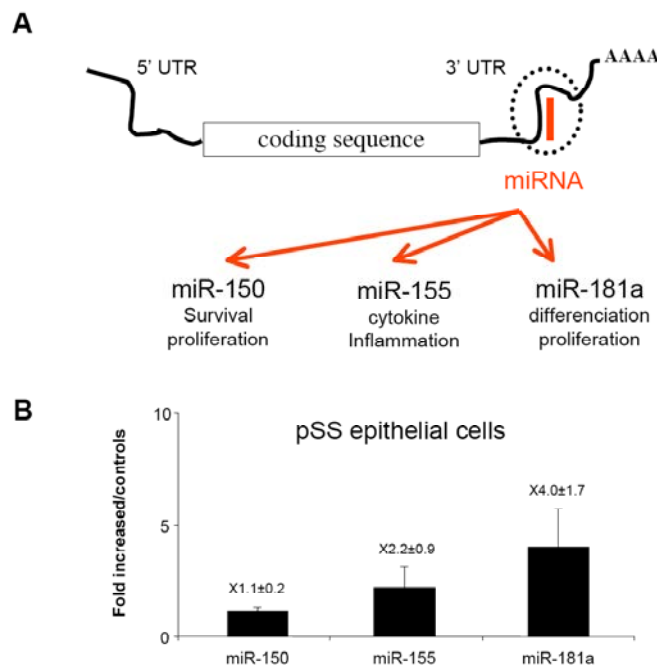 A
5' UTR
3' UTR
AAAA
coding sequence
miRNA
miR-150
Survival
proliferation
miR-155
cytokine
Inflammation
miR-181a
differenciation
proliferation
B
pSS epithelial cells
Fold increased/controls
10
5
0
X1.1±0.2
X2.2±0.9
X4.0±1.7
miR-150
miR-155
miR-181a